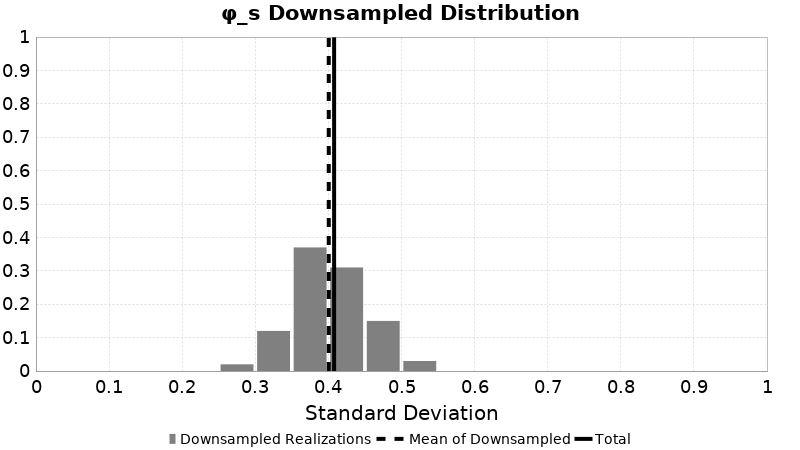 φ_s Downsampled Distribution
1
0.9
0.8
0.7
0.6
0.5
0.4
0.3
0.2
0.1
0
0 0.1 0.2 0.3 0.4 0.5 0.6 0.7 0.8 0.9 1
Standard Deviation
Downsampled Realizations Mean of Downsampled Total